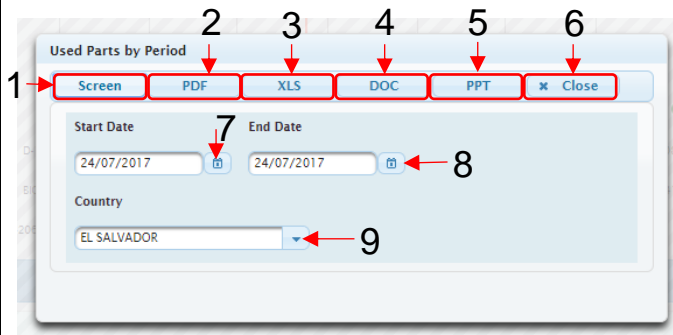 2 3 4 5 6
Used Parts by Period
1 Screen PDF XLS DOC PPT Close
Start Date 7 End Date
24/07/2017 24/07/2017 8
Country
EL SALVADOR 9